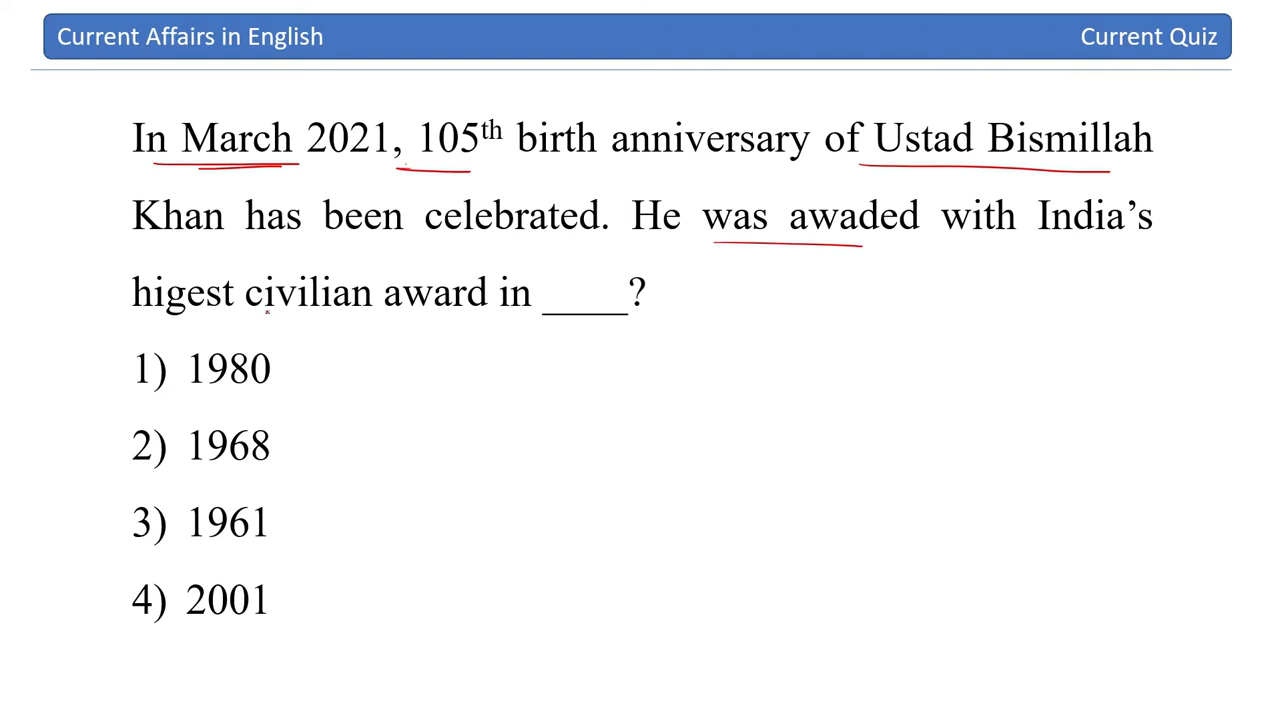 Current Affairs in English Current Quiz
In March 2021, 105th birth anniversary of Ustad Bismillah
Khan has been celebrated. He was awaded with India’s
higest civilian award in ____?
1) 1980
2) 1968
3) 1961
4) 2001